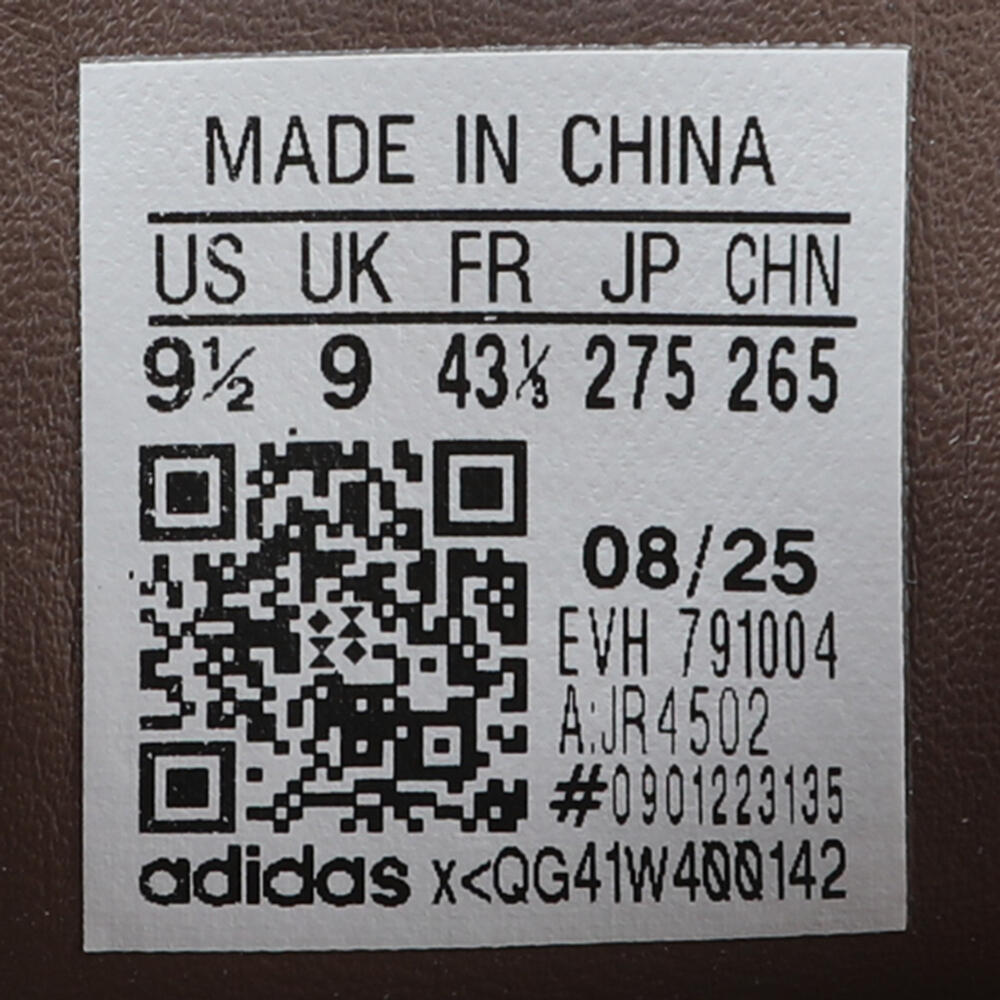 MADE IN CHINA
US UK FR JP CHN
9½ 9 43⅓ 275 265
08/25
EVH 791004
A:JR4502
#0901223135
adidas x<QG41W400142